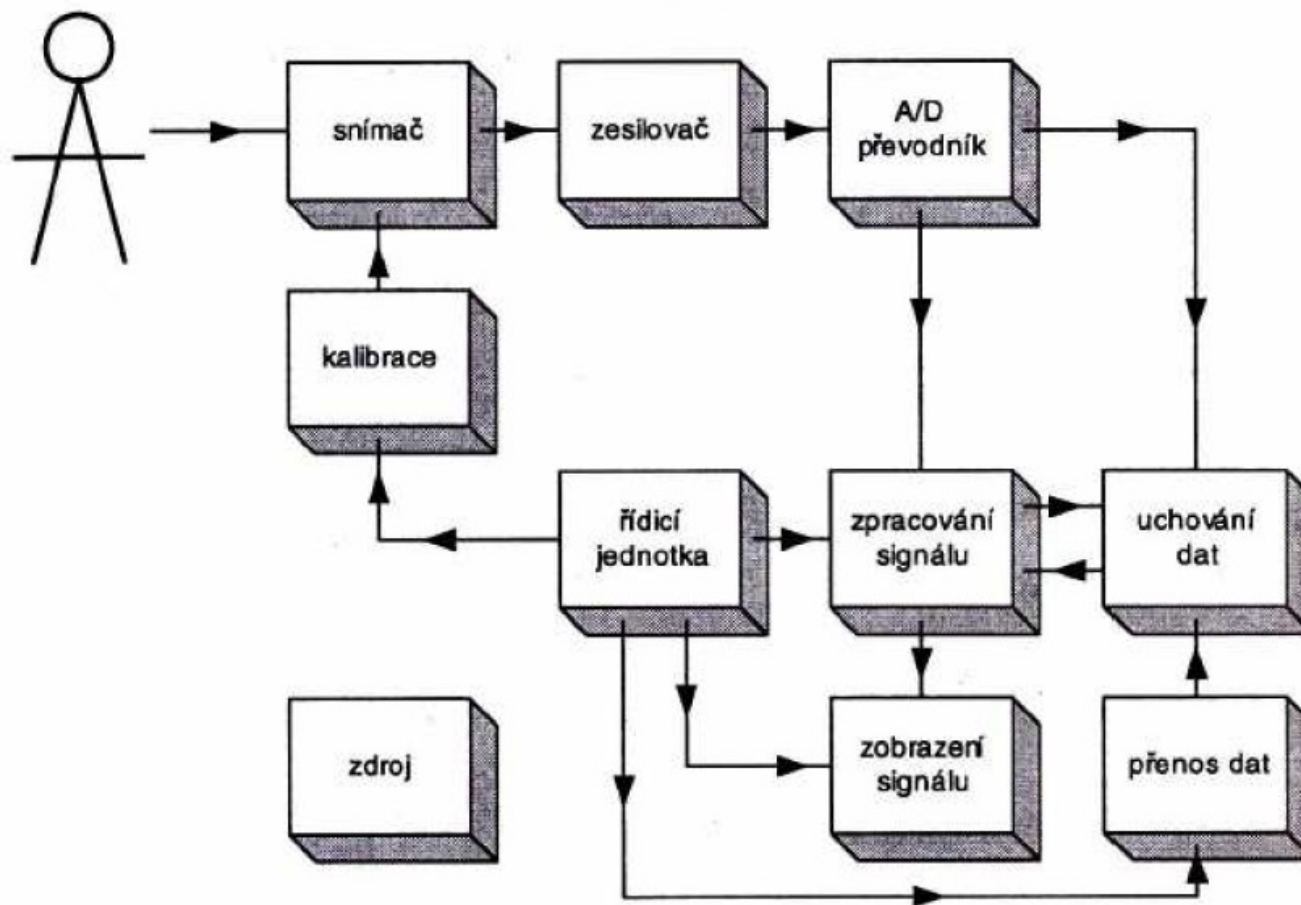 snímač
zesilovač
A/D
převodník
kalibrace
řídicí
jednotka
zpracování
signálu
uchování
dat
zdroj
zobrazení
signálu
přenos dat